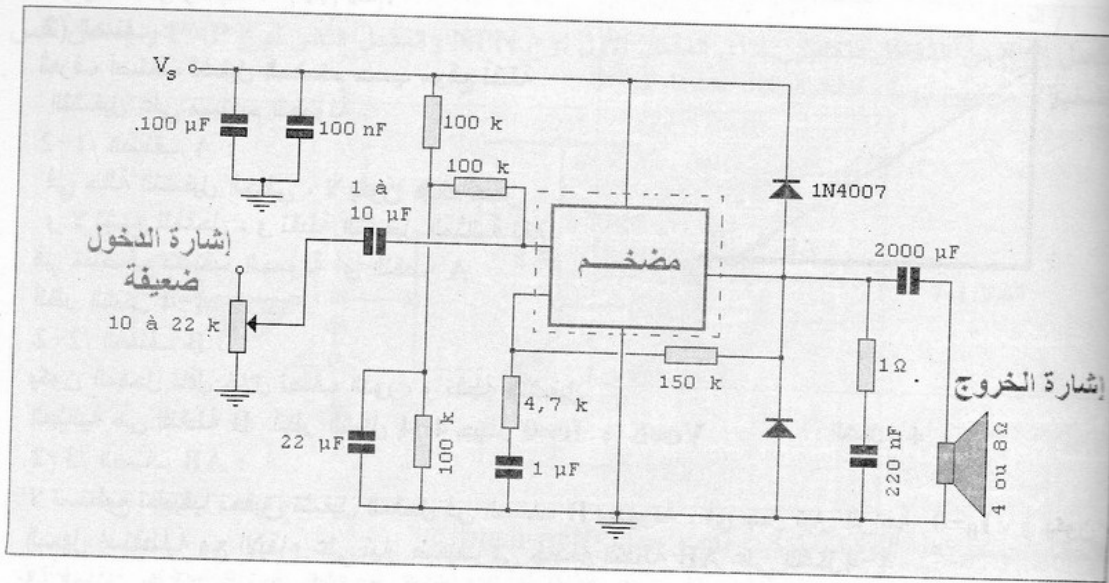 Vs
100 µF
100 nF
100 k
100 k
1 à
10 µF
1N4007
2000 µF
إشارة الدخول
ضعيفة
10 à 22 k
مضخــم
150 k
1Ω
إشارة الخروج
4,7 k
22 µF
100 k
1 µF
220 nF
4 ou 8Ω